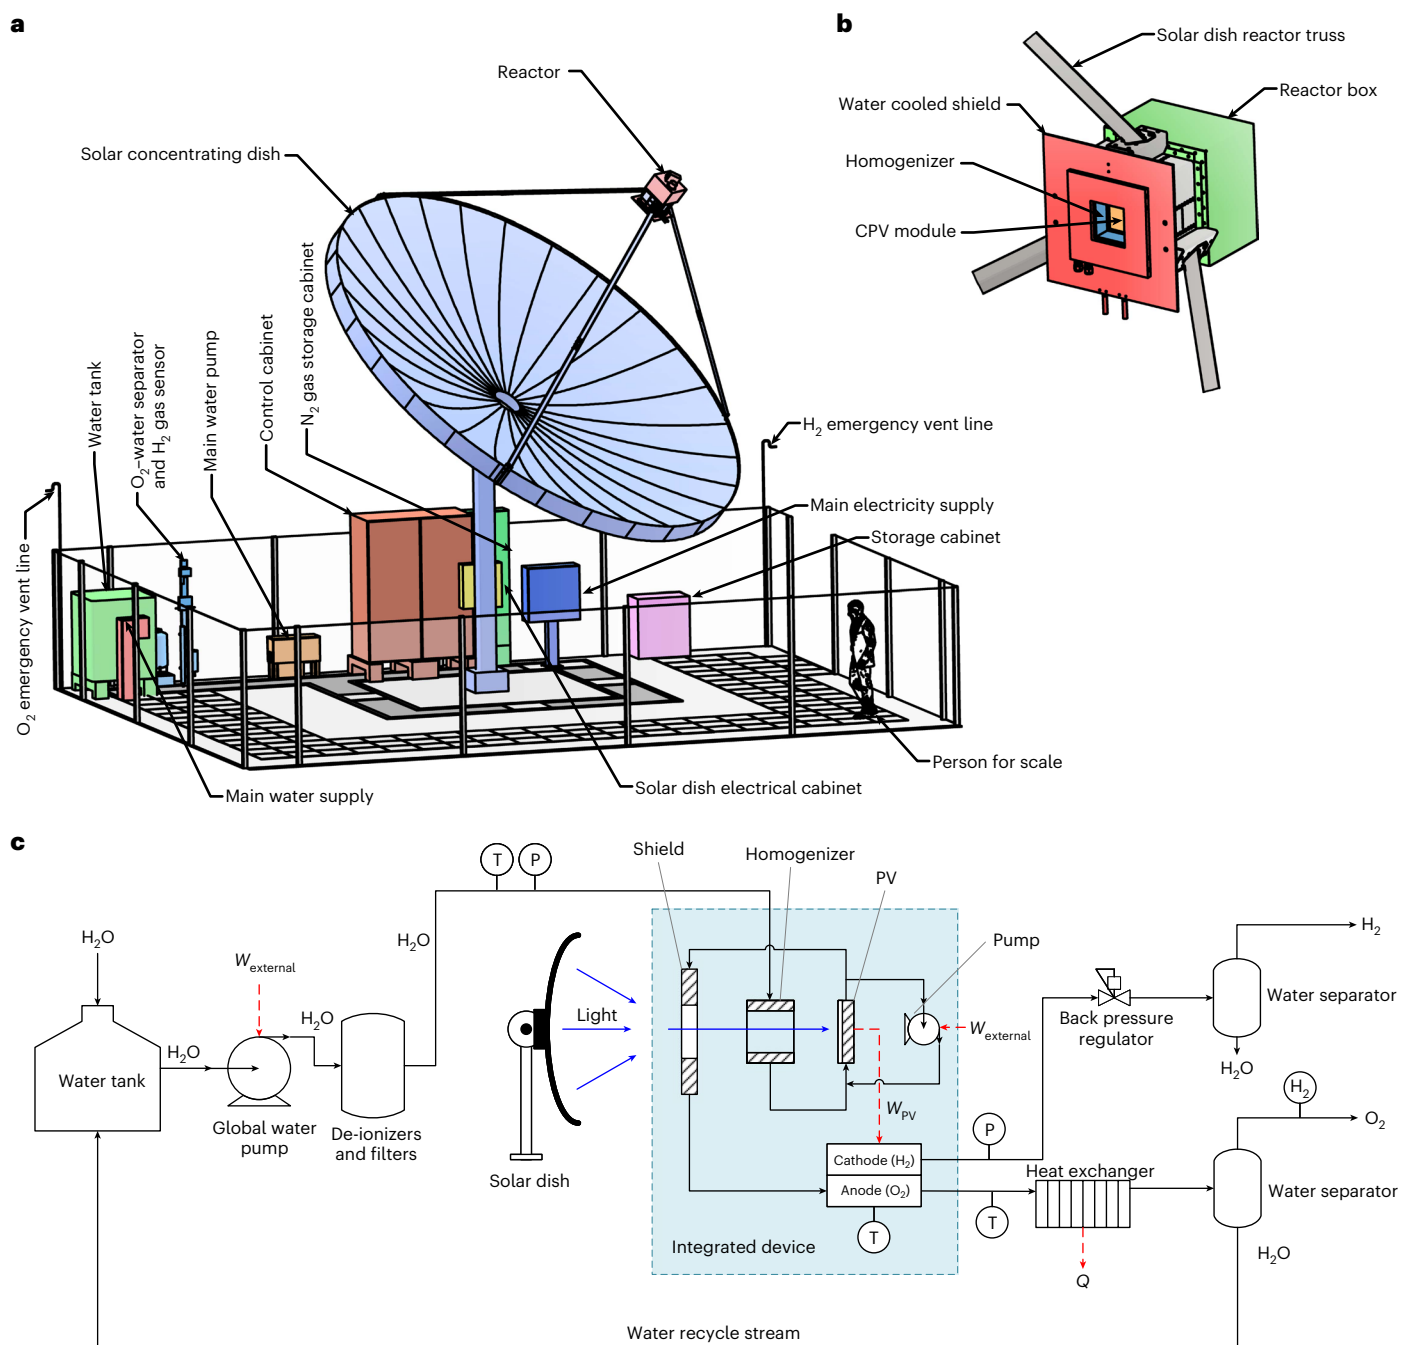 a
Reactor
Solar concentrating dish
Water tank
O₂–water separator
and H₂ gas sensor
Main water pump
Control cabinet
N₂ gas storage cabinet
H₂ emergency vent line
Main electricity supply
Storage cabinet
O₂ emergency vent line
Person for scale
Solar dish electrical cabinet
Main water supply
b
Solar dish reactor truss
Reactor box
Water cooled shield
Homogenizer
CPV module
c
T
P
Shield
Homogenizer
PV
Pump
H₂O
W external
H₂O
H₂O
H₂O
Water tank
Global water
pump
De-ionizers
and filters
Light
Solar dish
W external
W PV
Cathode (H₂)
Anode (O₂)
T
Integrated device
P
T
Back pressure
regulator
Heat exchanger
Q
H₂
Water separator
H₂O
H₂
O₂
Water separator
H₂O
Water recycle stream